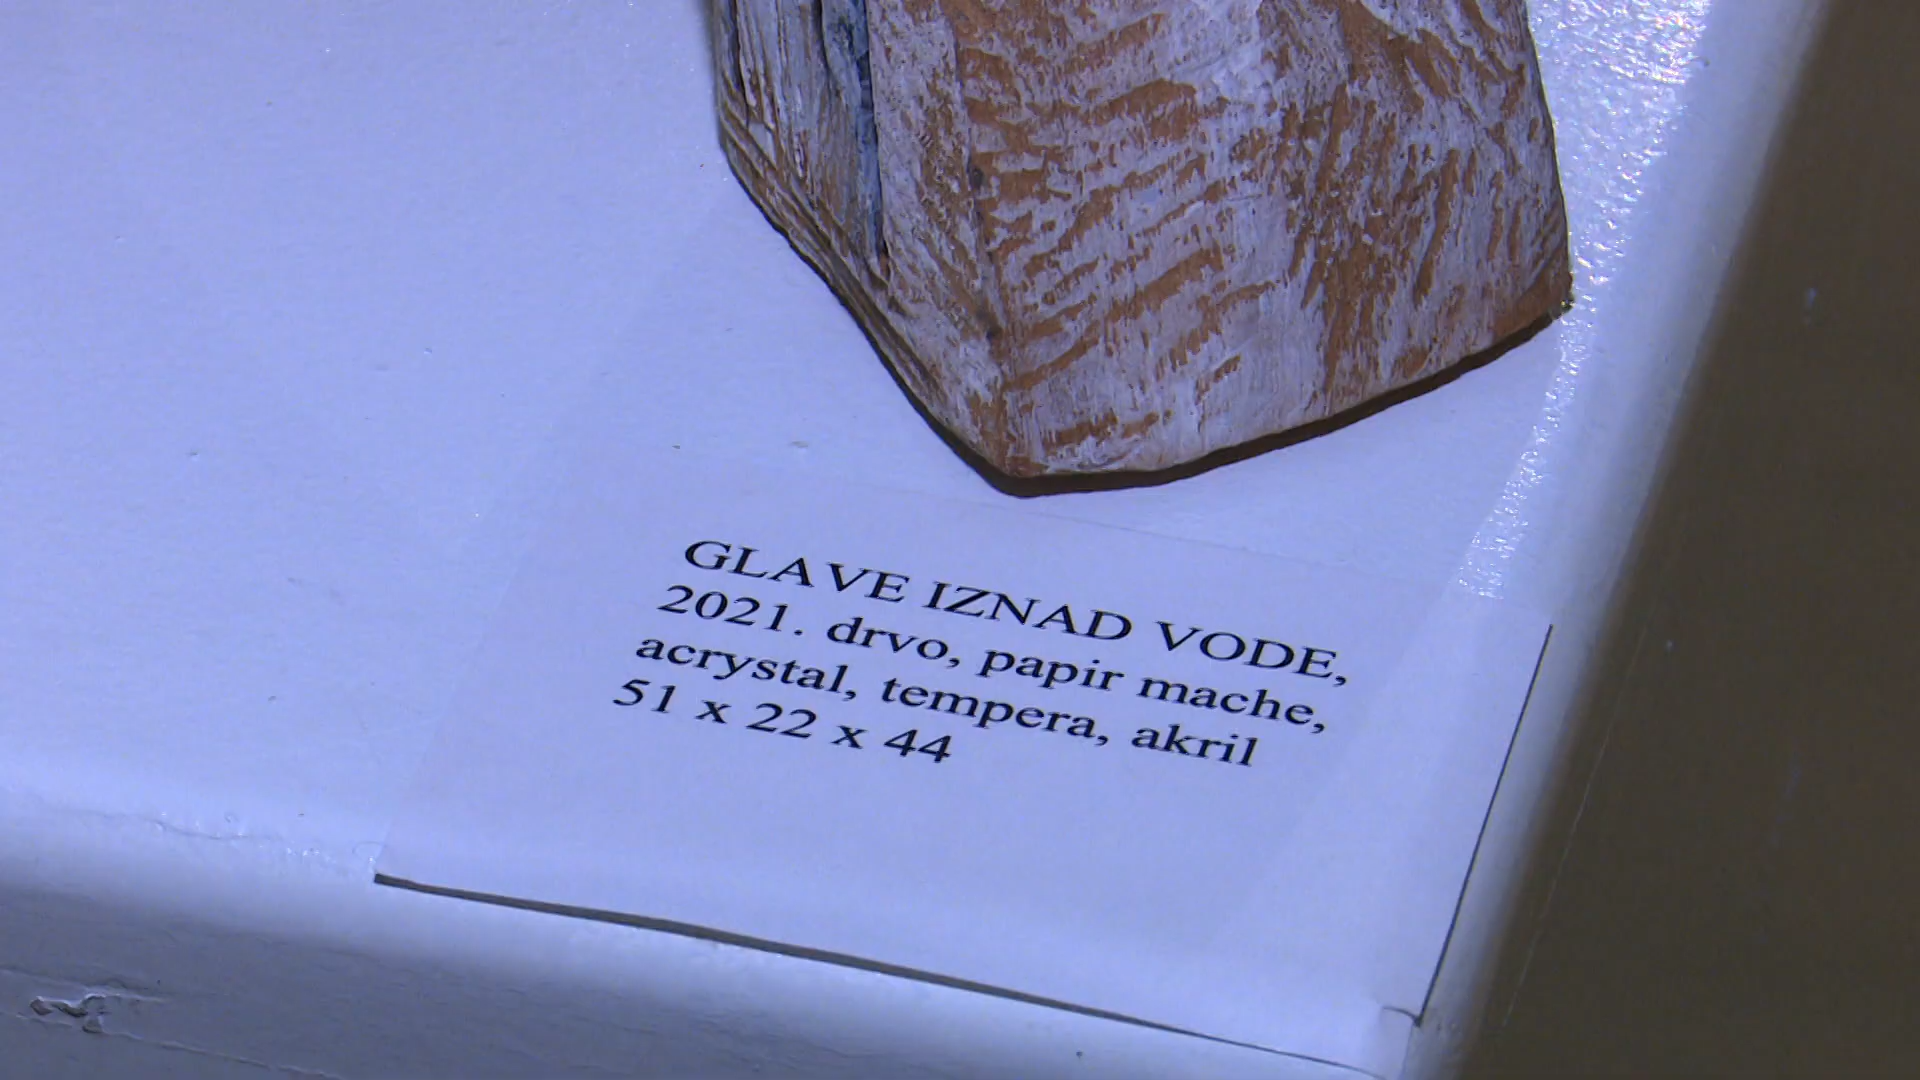 GLAVE IZNAD VODE,
2021. drvo, papir mache,
acrystal, tempera, akril
51 x 22 x 44